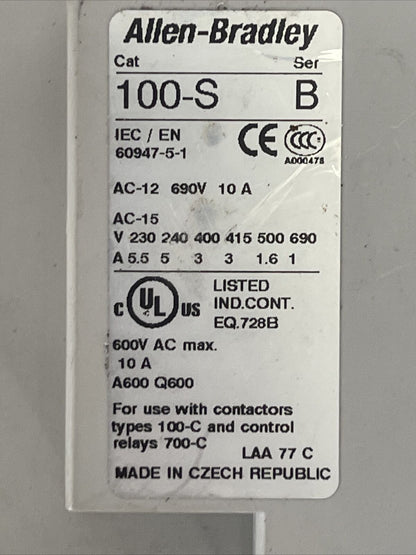 Allen-Bradley
Cat Ser
100-S B
IEC / EN
60947-5-1
CE CCC
A000475
AC-12 690V 10 A
AC-15
V 230 240 400 415 500 690
A 5.5 5 3 3 1.6 1
C UL US
LISTED
IND.CONT.
EQ.728B
600V AC max.
10 A
A600 Q600
For use with contactors
types 100-C and control
relays 700-C
LAA 77 C
MADE IN CZECH REPUBLIC